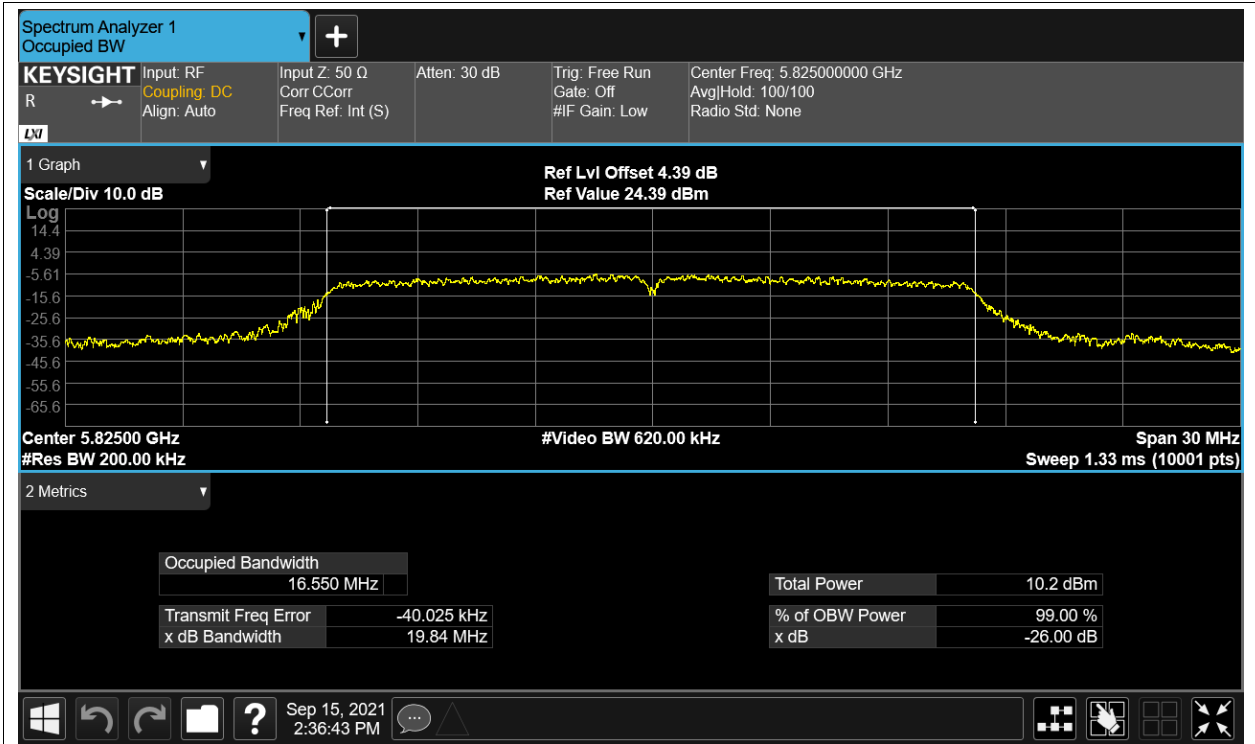 Spectrum Analyzer 1
Occupied BW
KEYSIGHT
R
LXI
Input: RF
Coupling: DC
Align: Auto
Input Z: 50 Ω
Corr CCorr
Freq Ref: Int (S)
Atten: 30 dB
Trig: Free Run
Gate: Off
#IF Gain: Low
Center Freq: 5.825000000 GHz
Avg|Hold: 100/100
Radio Std: None
1 Graph
Scale/Div 10.0 dB
Ref Lvl Offset 4.39 dB
Ref Value 24.39 dBm
Log
14.4
4.39
-5.61
-15.6
-25.6
-35.6
-45.6
-55.6
-65.6
Center 5.82500 GHz
#Video BW 620.00 kHz
Span 30 MHz
#Res BW 200.00 kHz
Sweep 1.33 ms (10001 pts)
2 Metrics
Occupied Bandwidth
16.550 MHz
Transmit Freq Error -40.025 kHz
x dB Bandwidth 19.84 MHz
Total Power 10.2 dBm
% of OBW Power 99.00 %
x dB -26.00 dB
?
Sep 15, 2021
2:36:43 PM